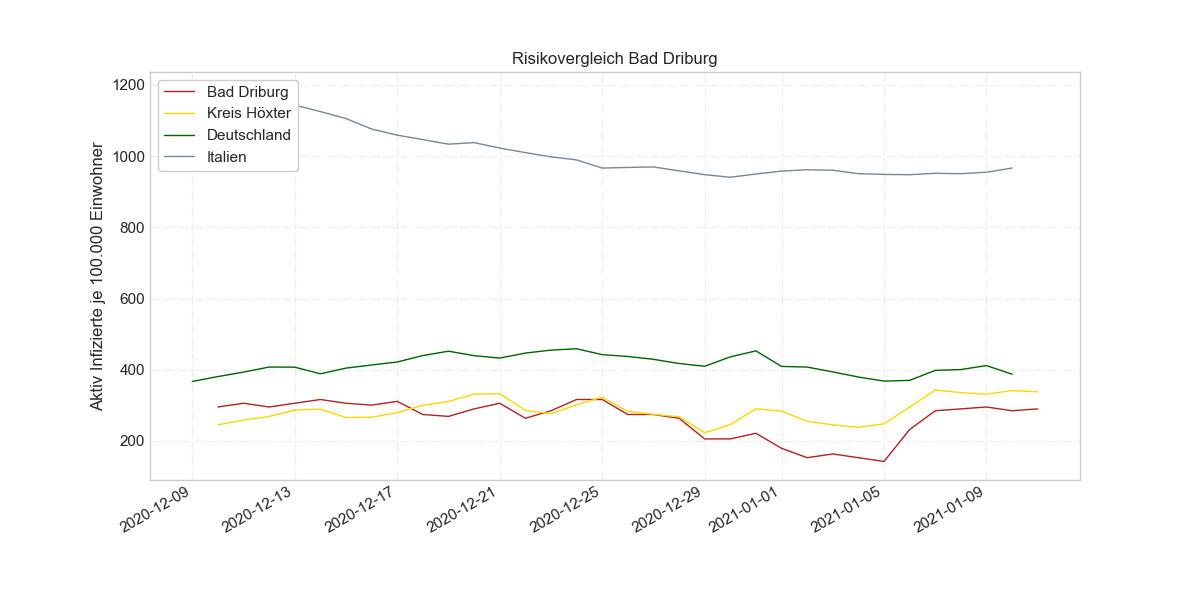 Risikovergleich Bad Driburg
Bad Driburg
Kreis Höxter
Deutschland
Italien
Aktiv Infizierte je 100.000 Einwohner
1200
1000
800
600
400
200
2020-12-09
2020-12-13
2020-12-17
2020-12-21
2020-12-25
2020-12-29
2021-01-01
2021-01-05
2021-01-09